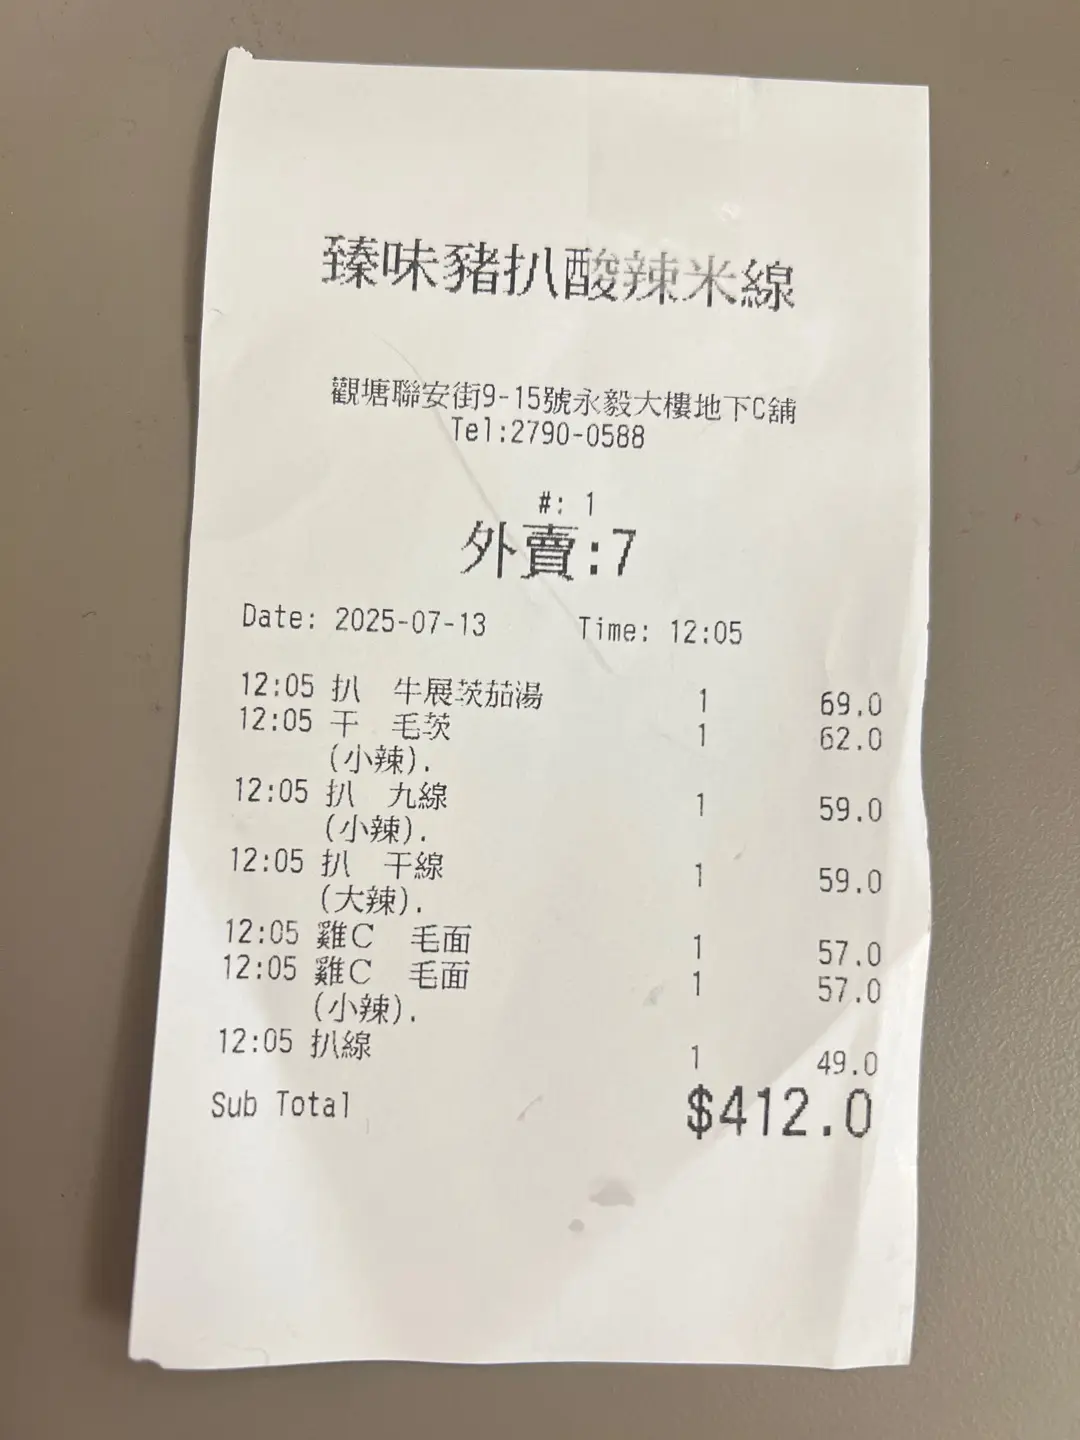 臻味豬扒酸辣米線
觀塘聯安街9-15號永毅大樓地下C舖
Tel:2790-0588
#: 1
外賣:7
Date: 2025-07-13 Time: 12:05
12:05 扒 牛展茨茄湯 1 69.0
12:05 干 毛茨 1 62.0
(小辣).
12:05 扒 九線 1 59.0
(小辣).
12:05 扒 干線 1 59.0
(大辣).
12:05 雞C 毛面 1 57.0
12:05 雞C 毛面 1 57.0
(小辣).
12:05 扒線 1 49.0
Sub Total $412.0